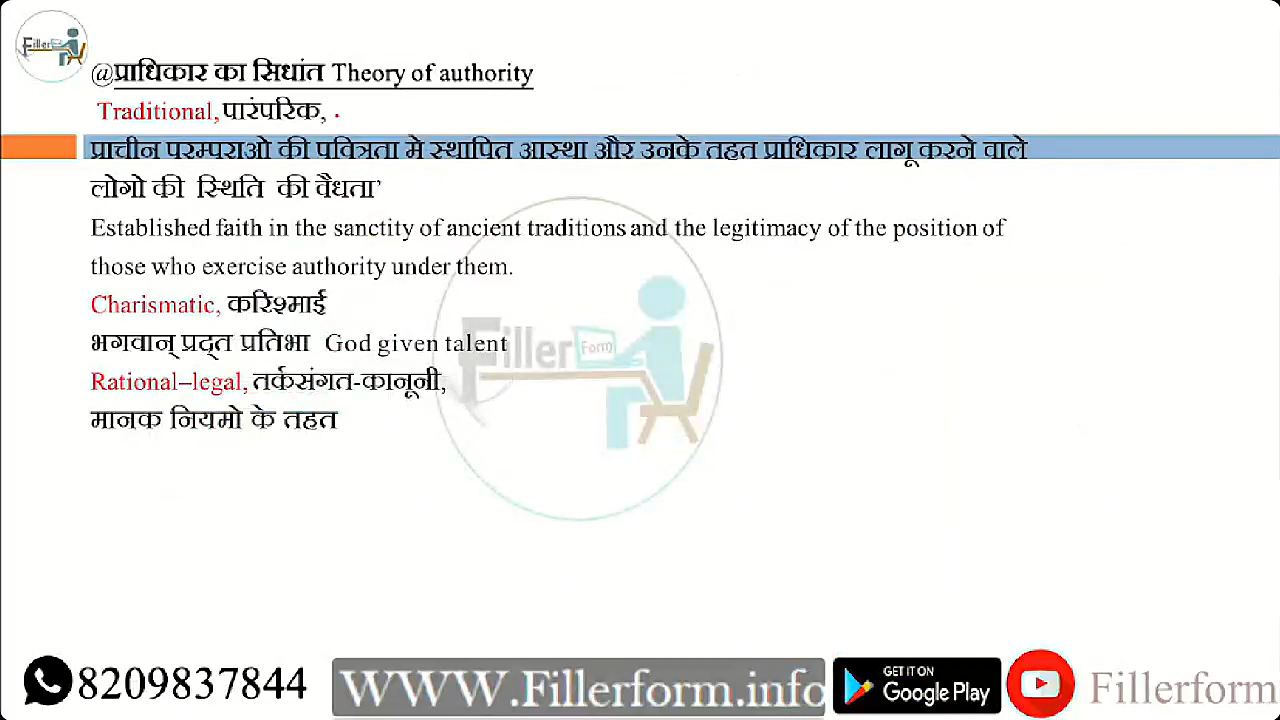 Filler
@प्राधिकार का सिधांत Theory of authority
Traditional, पारंपरिक, .
प्राचीन परम्पराओ की पवित्रता मे स्थापित आस्था और उनके तहत प्राधिकार लागू करने वाले
लोगो की स्थिति की वैधता’
Established faith in the sanctity of ancient traditions and the legitimacy of the position of
those who exercise authority under them.
Charismatic, करिश्माई
भगवान् प्रद्त प्रतिभा God given talent
Filler Form
Rational–legal, तर्कसंगत-कानूनी,
मानक नियमो के तहत
8209837844 WWW.Fillerform.info GET IT ON Google Play Fillerform